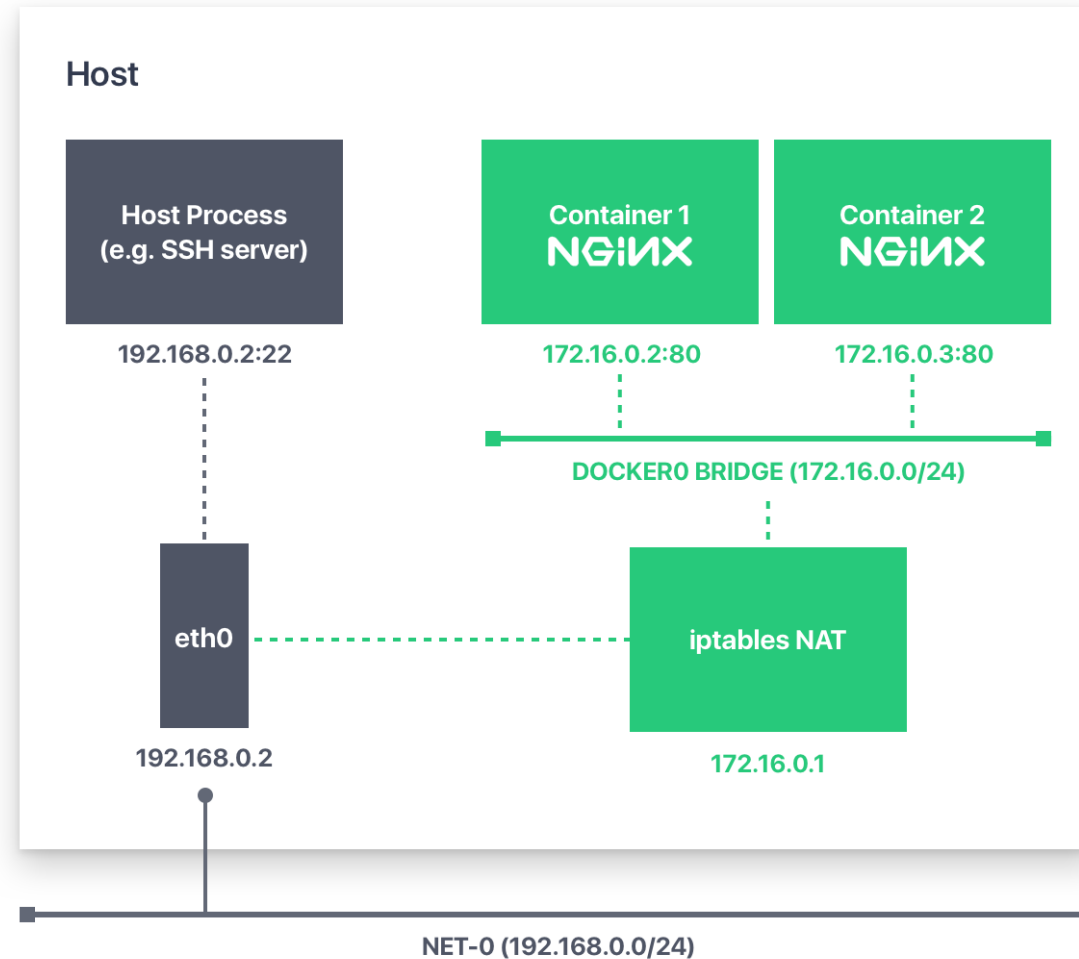 Host
Host Process
(e.g. SSH server)
Container 1
NGiNX
Container 2
NGiNX
192.168.0.2:22
172.16.0.2:80
172.16.0.3:80
DOCKER0 BRIDGE (172.16.0.0/24)
eth0
iptables NAT
192.168.0.2
172.16.0.1
NET-0 (192.168.0.0/24)